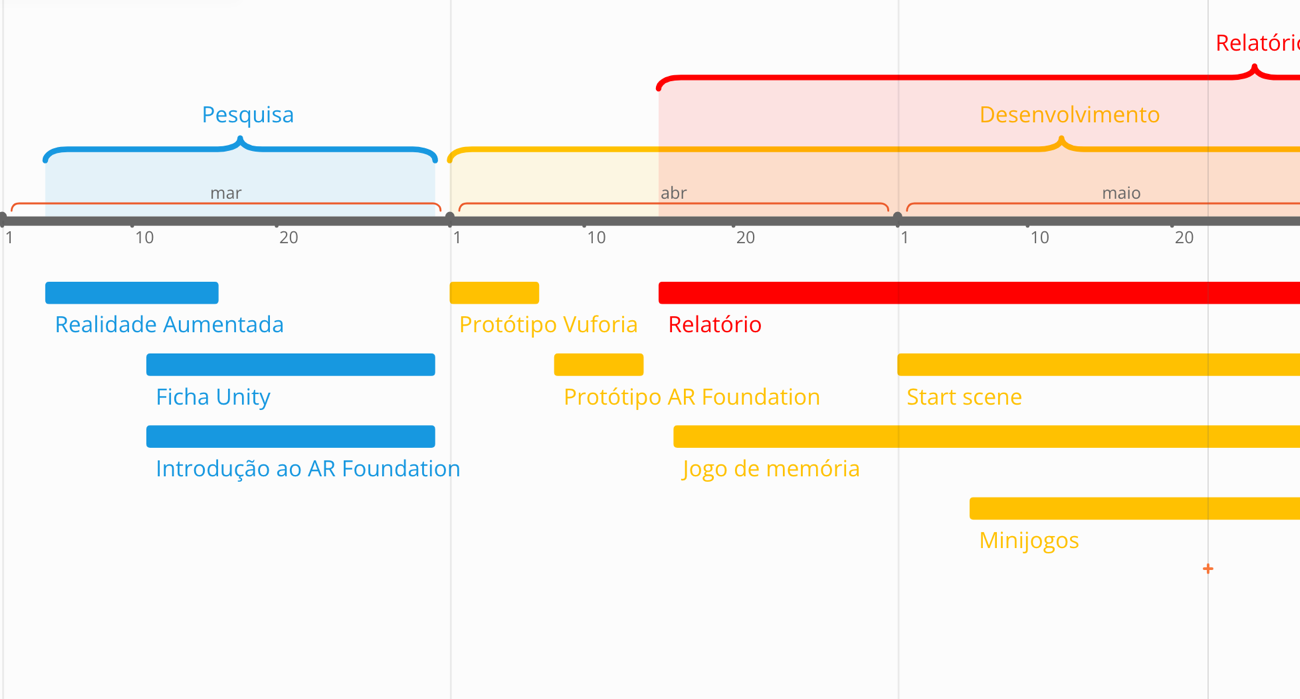 Relatóri
Pesquisa
Desenvolvimento
mar
abr
maio
1 10 20 1 10 20 1 10 20
Realidade Aumentada
Protótipo Vuforia
Relatório
Ficha Unity
Protótipo AR Foundation
Start scene
Introdução ao AR Foundation
Jogo de memória
Minijogos
+